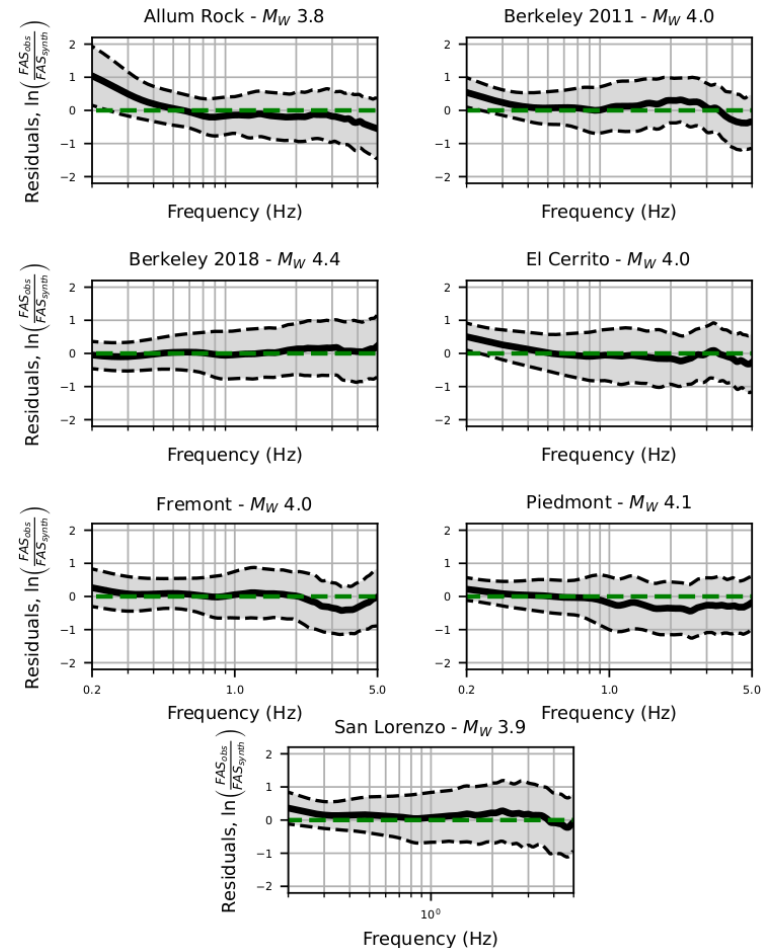 Allum Rock - M_W 3.8
Berkeley 2011 - M_W 4.0
Residuals, ln(FAS_obs/FAS_synth)
2
1
0
−1
−2
2
1
0
−1
−2
Frequency (Hz)
Frequency (Hz)
Berkeley 2018 - M_W 4.4
El Cerrito - M_W 4.0
Residuals, ln(FAS_obs/FAS_synth)
2
1
0
−1
−2
2
1
0
−1
−2
Frequency (Hz)
Frequency (Hz)
Fremont - M_W 4.0
Piedmont - M_W 4.1
Residuals, ln(FAS_obs/FAS_synth)
2
1
0
−1
−2
2
1
0
−1
−2
0.2 1.0 5.0
0.2 1.0 5.0
Frequency (Hz)
Frequency (Hz)
San Lorenzo - M_W 3.9
Residuals, ln(FAS_obs/FAS_synth)
2
1
0
−1
−2
10⁰
Frequency (Hz)